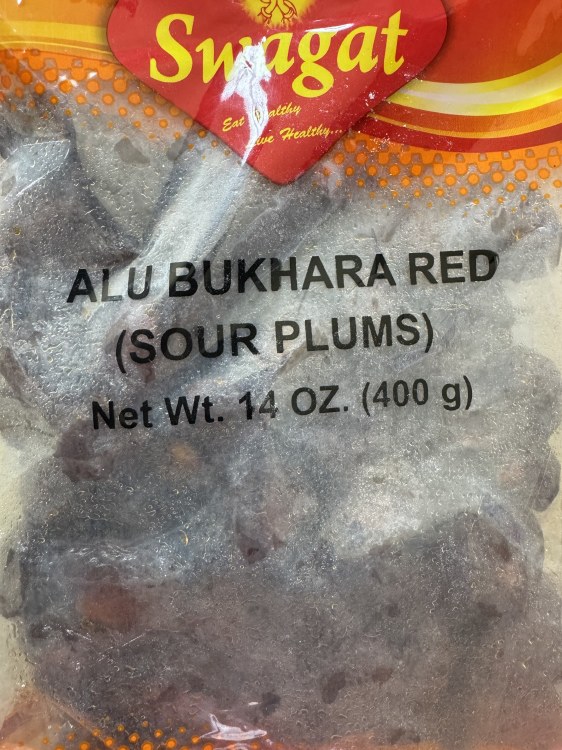 Swagat
Eat Healthy
Live Healthy...
ALU BUKHARA RED
(SOUR PLUMS)
Net Wt. 14 OZ. (400 g)